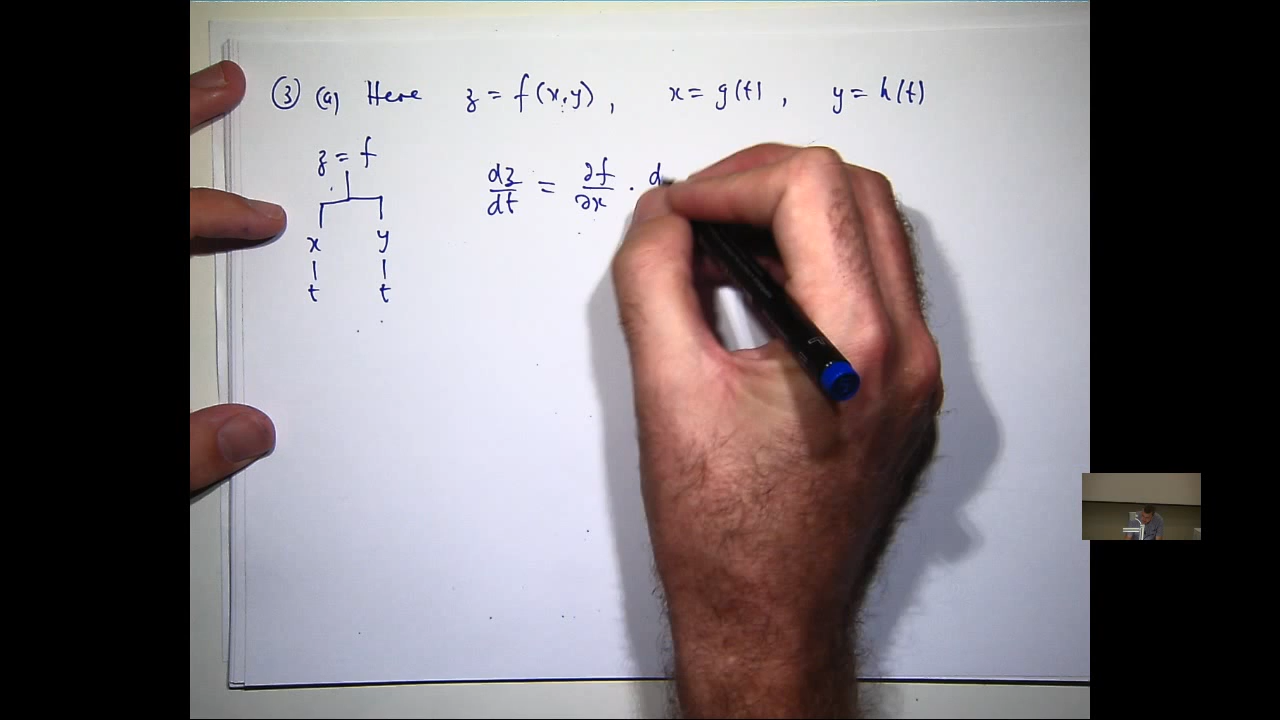 ③ (a) Here z = f(x,y), x = g(t), y = h(t)
z = f
dz/dt = ∂f/∂x · d
x y
t t